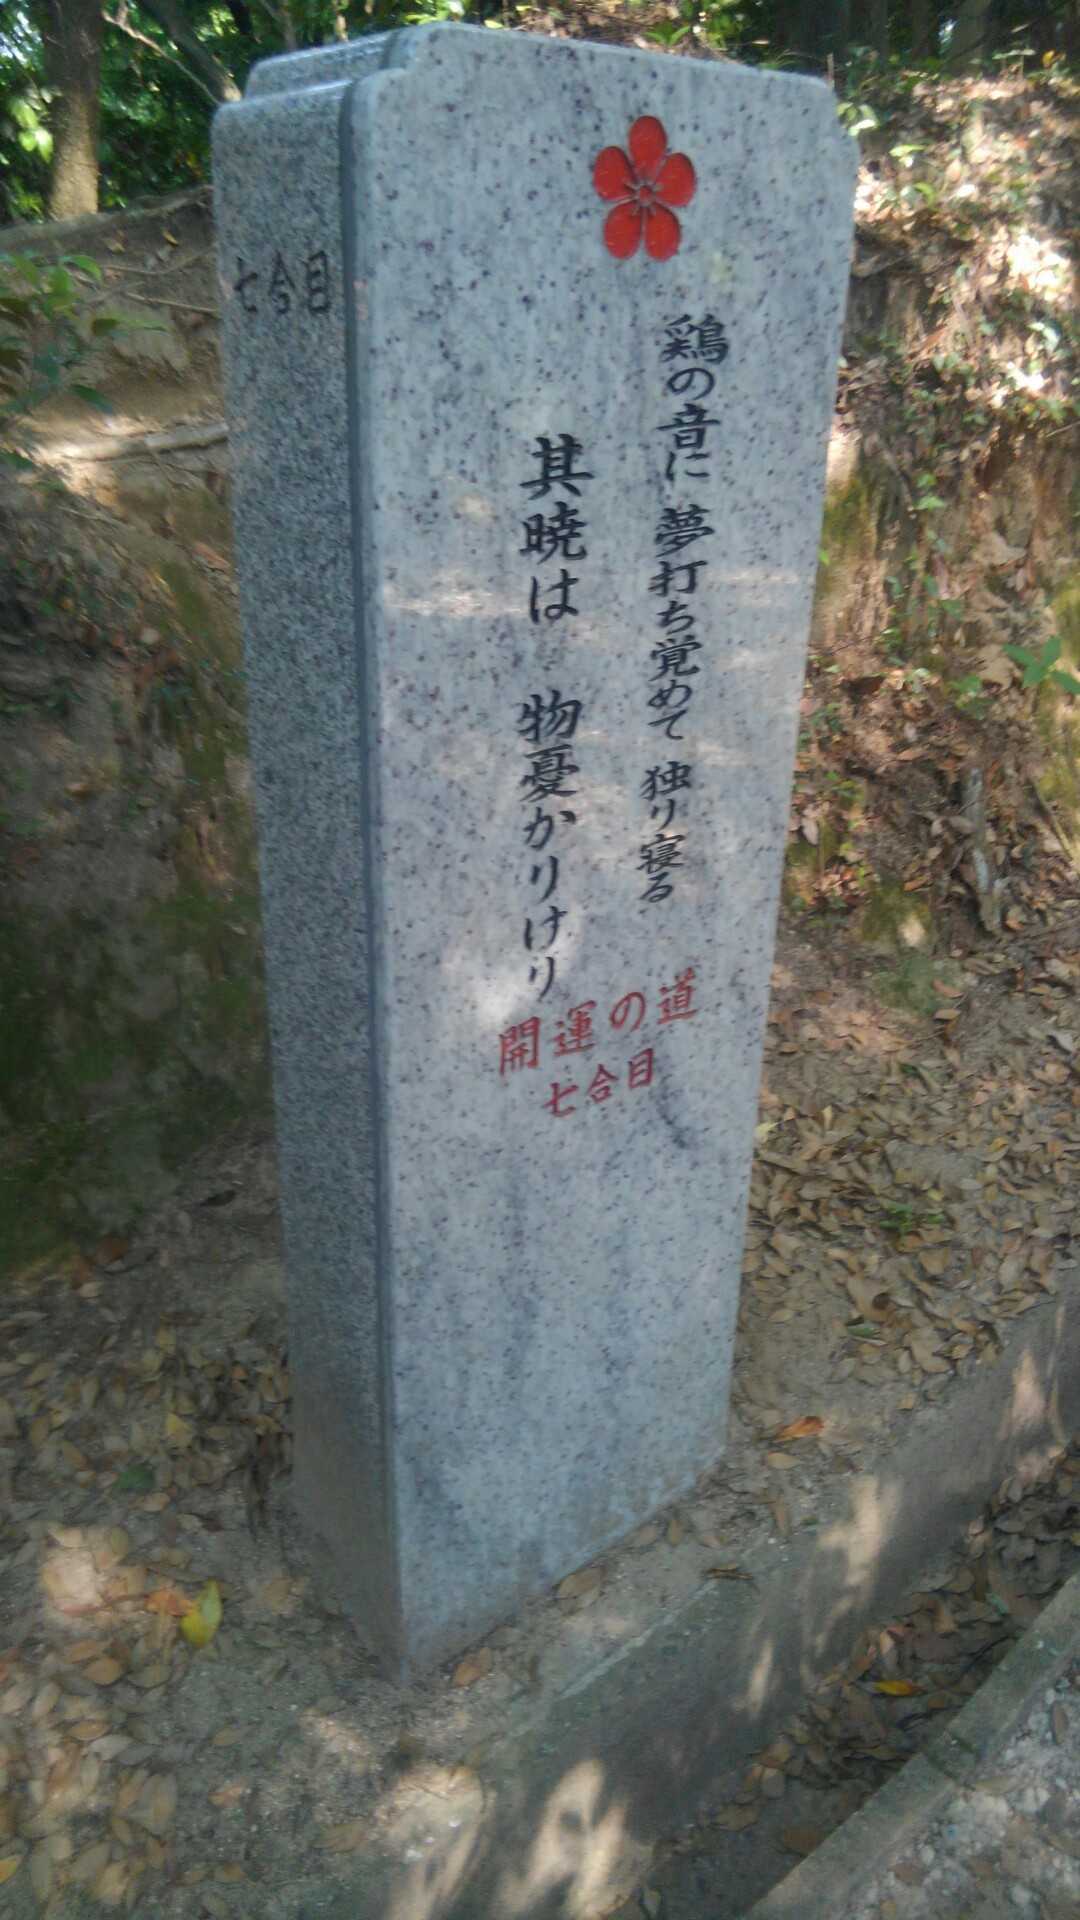 七合目
鶏の音に 夢打ち覚めて 独り寝る
其暁は 物憂かりけり
開運の道
七合目